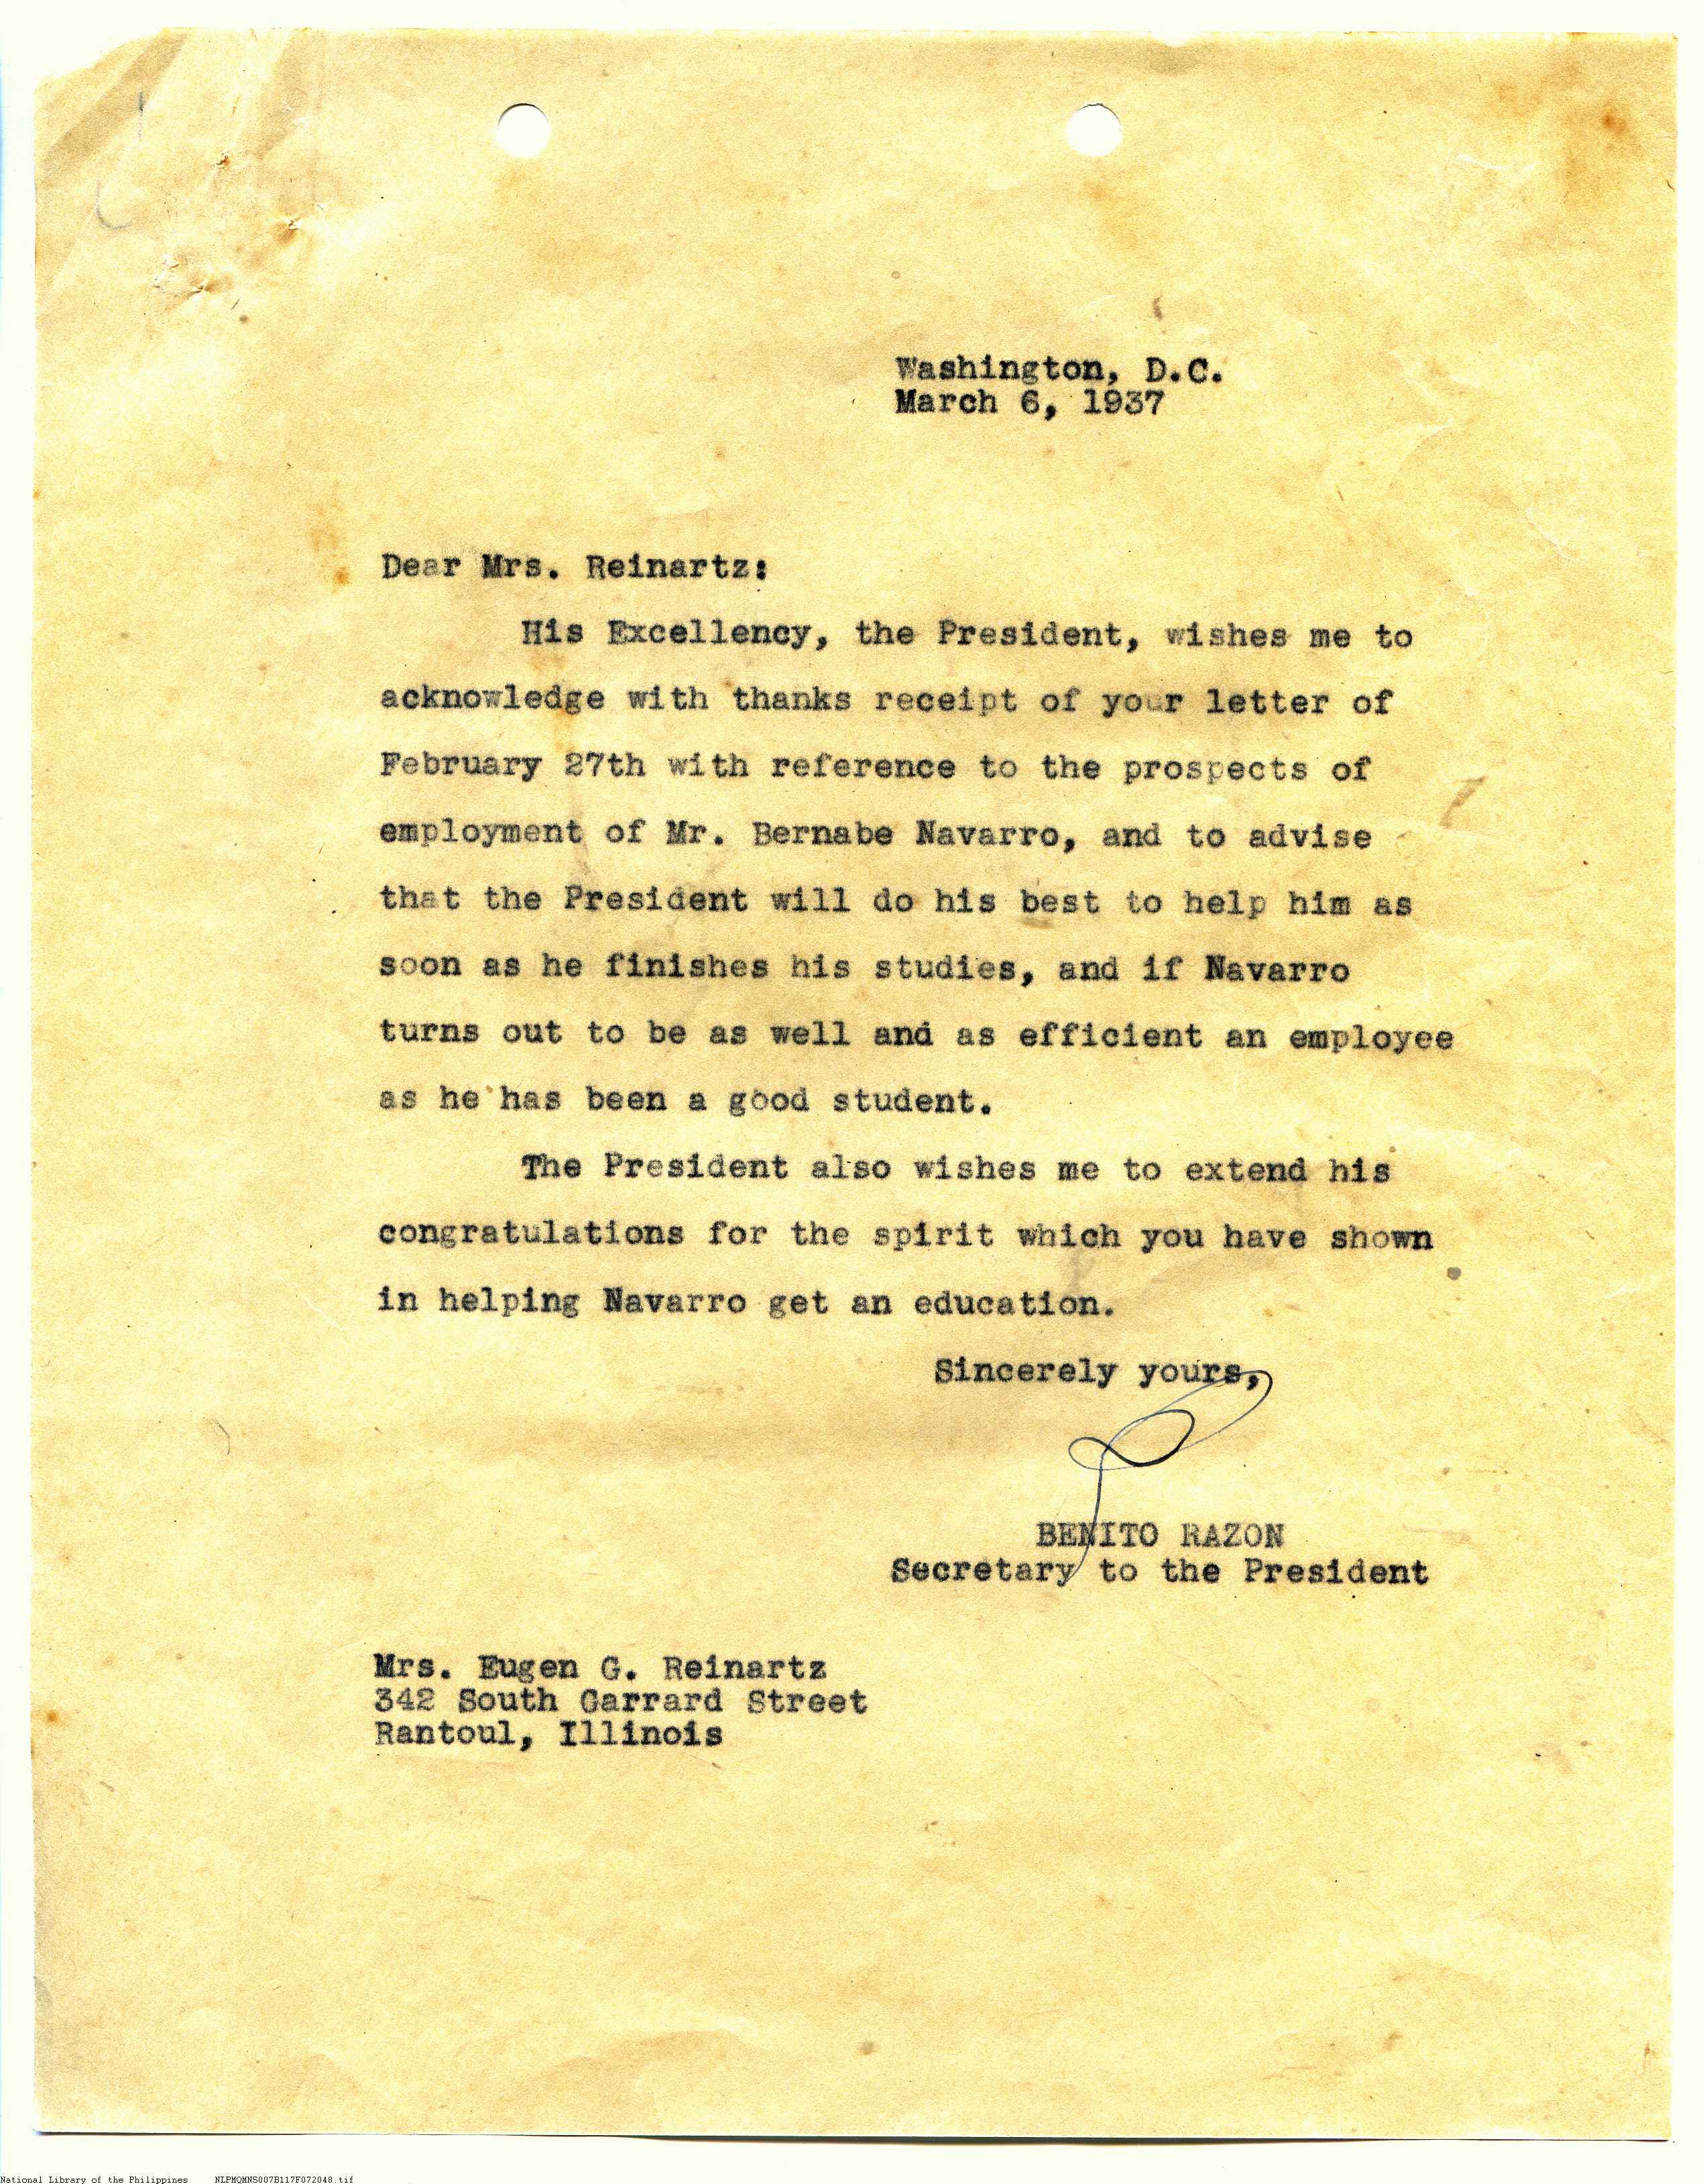 Washington, D.C.
March 6, 1937
Dear Mrs. Reinartz:
His Excellency, the President, wishes me to
acknowledge with thanks receipt of your letter of
February 27th with reference to the prospects of
employment of Mr. Bernabe Navarro, and to advise
that the President will do his best to help him as
soon as he finishes his studies, and if Navarro
turns out to be as well and as efficient an employee
as he has been a good student.
The President also wishes me to extend his
congratulations for the spirit which you have shown
in helping Navarro get an education.
Sincerely yours,
BENITO RAZON
Secretary to the President
Mrs. Eugen G. Reinartz
342 South Garrard Street
Rantoul, Illinois
National Library of the Philippines NLPMQMNS007B117F072048.tif